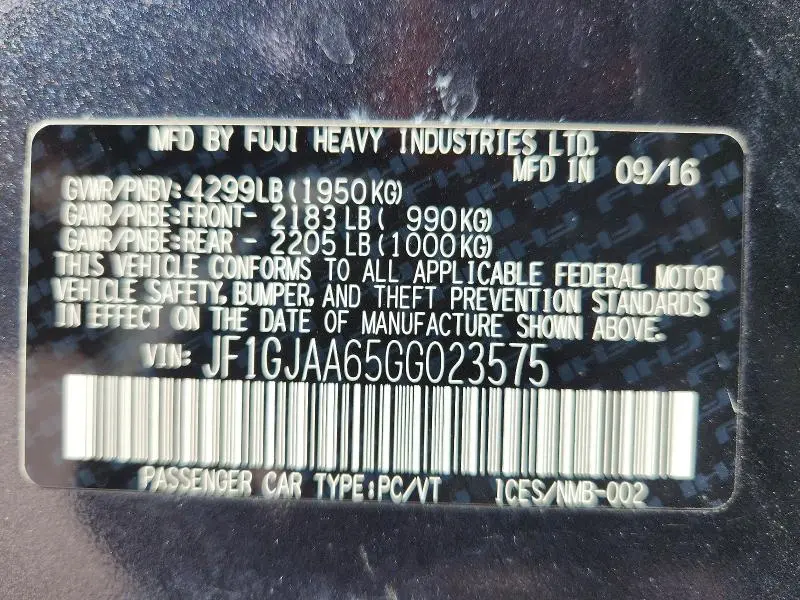 MFD BY FUJI HEAVY INDUSTRIES LTD.
MFD IN 09/16
GVWR/PNBV: 4299LB (1950KG)
GAWR/PNBE:FRONT- 2183 LB ( 990KG)
GAWR/PNBE:REAR - 2205 LB (1000KG)
THIS VEHICLE CONFORMS TO ALL APPLICABLE FEDERAL MOTOR
VEHICLE SAFETY, BUMPER, AND THEFT PREVENTION STANDARDS
IN EFFECT ON THE DATE OF MANUFACTURE SHOWN ABOVE.
VIN: JF1GJAA65GG023575
PASSENGER CAR TYPE:PC/VT ICES/NMB-002